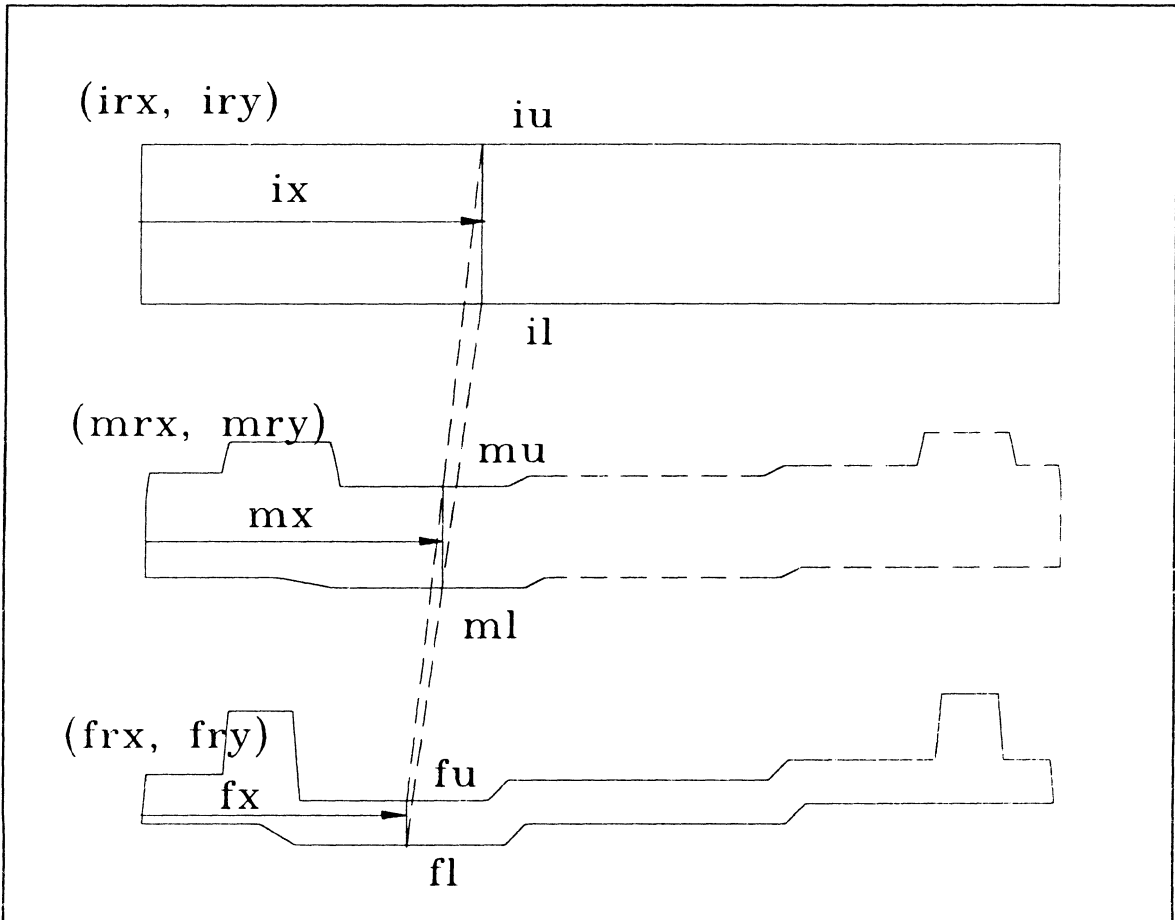 (irx, iry)
iu
ix
il
(mrx, mry)
mu
mx
ml
(frx, fry)
fu
fx
fl